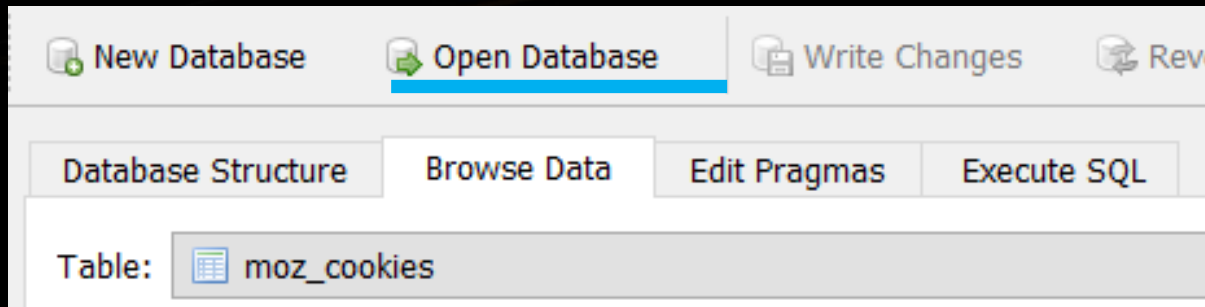 New Database Open Database Write Changes
Database Structure Browse Data Edit Pragmas Execute SQL
Table: moz_cookies